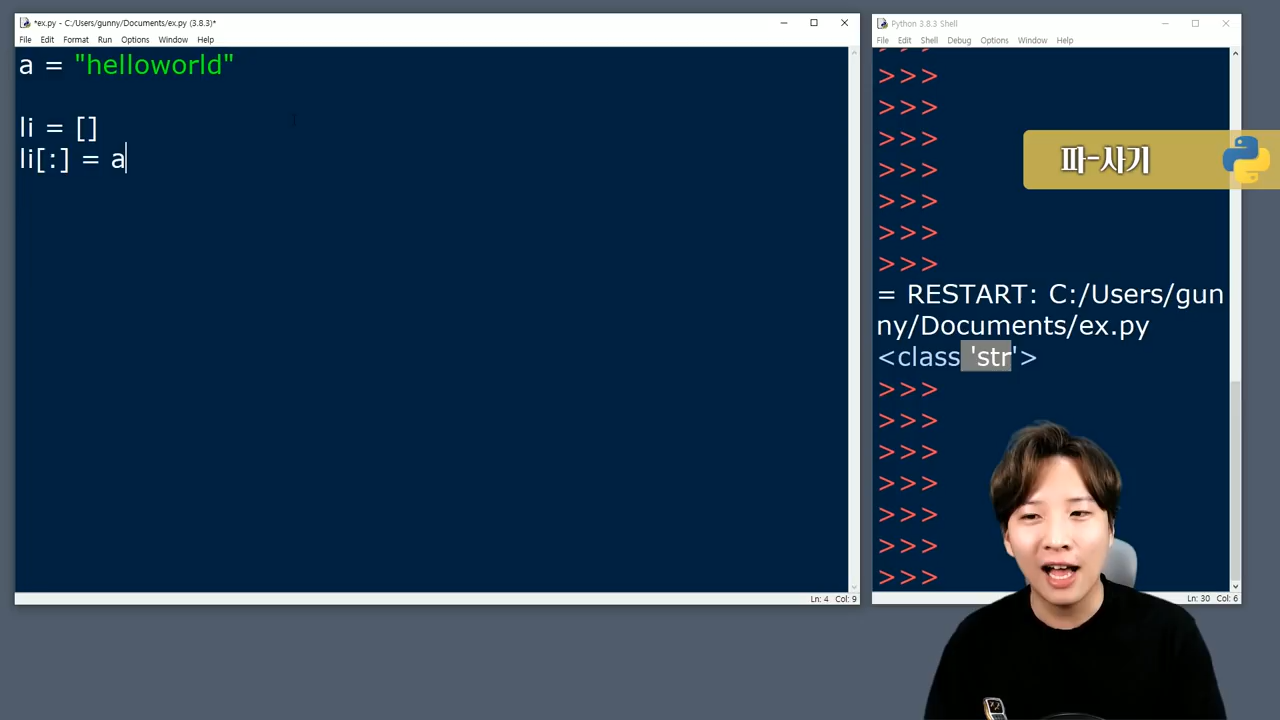 *ex.py - C:/Users/gunny/Documents/ex.py (3.8.3)*
File Edit Format Run Options Window Help
a = "helloworld"
li = []
li[:] = a
Ln: 4 Col: 9
Python 3.8.3 Shell
File Edit Shell Debug Options Window Help
>>>
>>>
>>>
>>>
>>>
>>>
>>>
>>>
= RESTART: C:/Users/gun
ny/Documents/ex.py
<class 'str'>
>>>
>>>
>>>
>>>
>>>
>>>
>>>
Ln: 30 Col: 6
파-사기